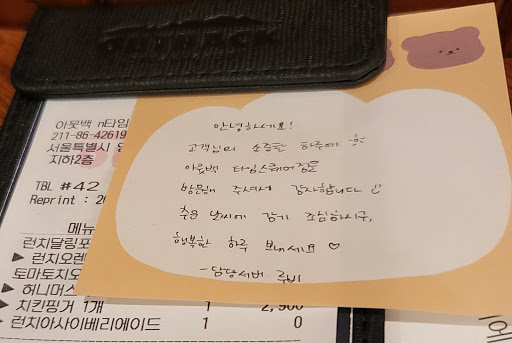 OUTBACK
안녕하세요!
고객님의 소중한 하루에
아웃백 타임스퀘어점을
방문해 주셔서 감사합니다
추운 날씨에 감기 조심하시구,
행복한 하루 보내세요 ♡
- 담당서버 루비
아웃백 n타임
211-86-42619
서울특별시
지하2층
TBL #42
Reprint : 20
메뉴
런치달링포
▶ 런치오렌
토마토치오
▶ 허니머스
▶ 치킨핑거 1개 1 2,900
▶ 런치아사이베리에이드 1 0